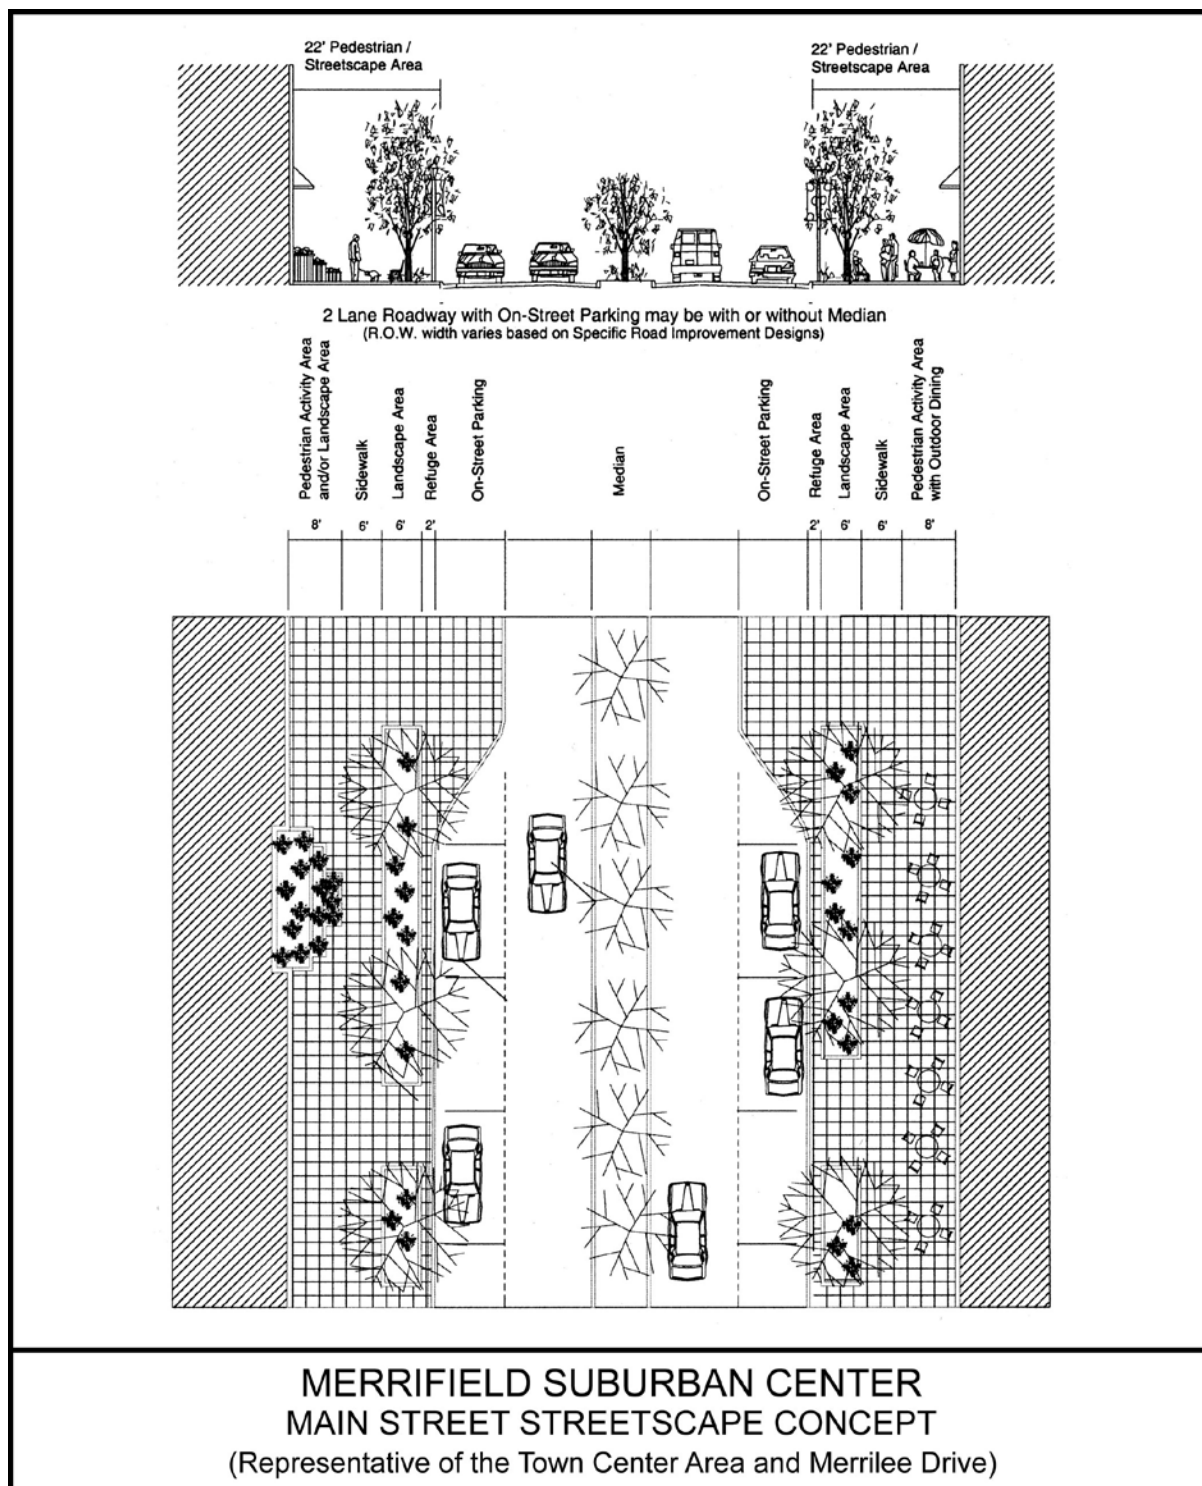 22' Pedestrian /
Streetscape Area
22' Pedestrian /
Streetscape Area
2 Lane Roadway with On-Street Parking may be with or without Median
(R.O.W. width varies based on Specific Road Improvement Designs)
Pedestrian Activity Area
and/or Landscape Area
Sidewalk
Landscape Area
Refuge Area
On-Street Parking
Median
On-Street Parking
Refuge Area
Landscape Area
Sidewalk
Pedestrian Activity Area
with Outdoor Dining
8'
6'
6'
2'
2'
6'
6'
8'
MERRIFIELD SUBURBAN CENTER
MAIN STREET STREETSCAPE CONCEPT
(Representative of the Town Center Area and Merrilee Drive)